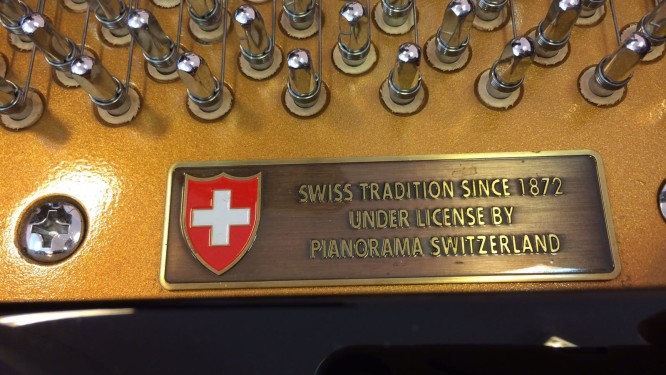 SWISS TRADITION SINCE 1872
UNDER LICENSE BY
PIANORAMA SWITZERLAND